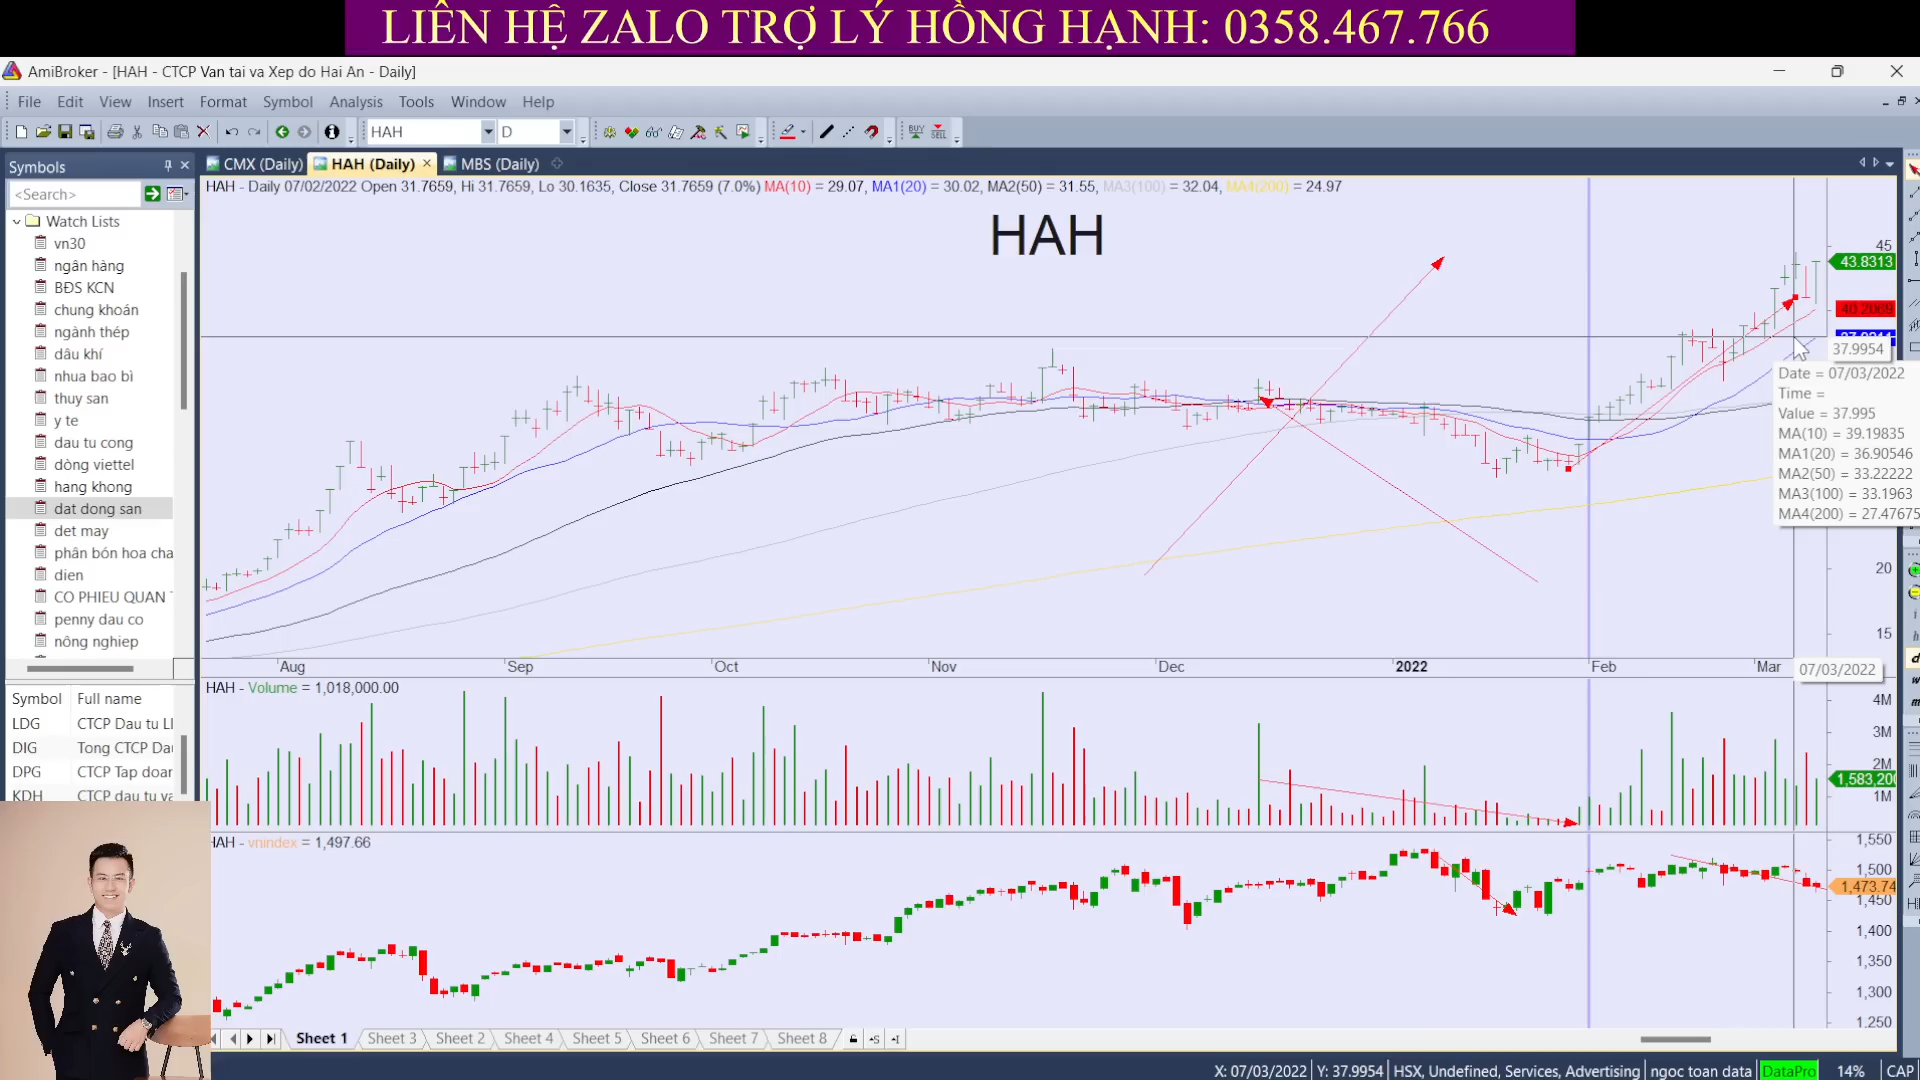 LIÊN HỆ ZALO TRỢ LÝ HỒNG HẠNH: 0358.467.766
AmiBroker - [HAH - CTCP Van tai va Xep do Hai An - Daily]
File Edit View Insert Format Symbol Analysis Tools Window Help
HAH D BUY SELL
Symbols
CMX (Daily) HAH (Daily) MBS (Daily)
<Search>
HAH - Daily 07/02/2022 Open 31.7659, Hi 31.7659, Lo 30.1635, Close 31.7659 (7.0%) MA(10) = 29.07, MA1(20) = 30.02, MA2(50) = 31.55, MA3(100) = 32.04, MA4(200) = 24.97
HAH
Watch Lists
vn30
ngân hàng
BĐS KCN
chung khoán
ngành thép
dâu khí
nhua bao bì
thuy san
y te
dau tu cong
dòng viettel
hang khong
dat dong san
det may
phân bón hoa cha
dien
CO PHIEU QUAN
penny dau co
nông nghiep
45
43.8313
40.2069
37.9954
Date = 07/03/2022
Time =
Value = 37.995
MA(10) = 39.19835
MA1(20) = 36.90546
MA2(50) = 33.22222
MA3(100) = 33.1963
MA4(200) = 27.47675
20
15
Aug Sep Oct Nov Dec 2022 Feb Mar 07/03/2022
Symbol Full name
LDG CTCP Dau tu LI
DIG Tong CTCP Dau
DPG CTCP Tap doar
KDH CTCP dau tu va
HAH - Volume = 1,018,000.00
4M
3M
2M
1,583,200
1M
HAH - vnindex = 1,497.66
1,550
1,500
1,473.74
1,450
1,400
1,350
1,300
1,250
Sheet 1 Sheet 3 Sheet 2 Sheet 4 Sheet 5 Sheet 6 Sheet 7 Sheet 8
X: 07/03/2022 Y: 37.9954 HSX, Undefined, Services, Advertising ngoc toan data DataPro 14% CAP